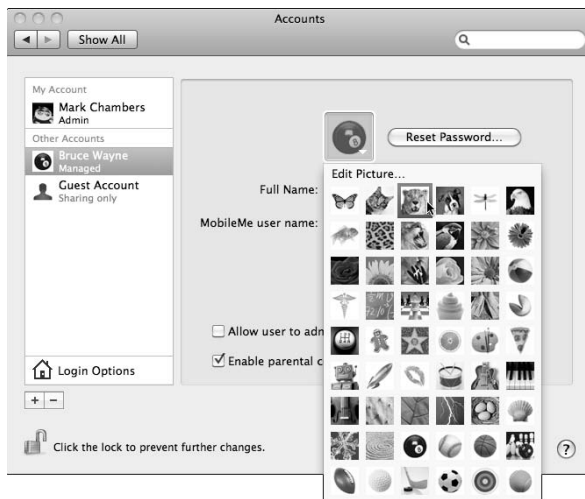 Accounts
Show All
My Account
Mark Chambers
Admin
Other Accounts
Bruce Wayne
Managed
Guest Account
Sharing only
Login Options
+ −
Reset Password...
Edit Picture...
Full Name:
MobileMe user name:
Allow user to adm
Enable parental c
Click the lock to prevent further changes.
?